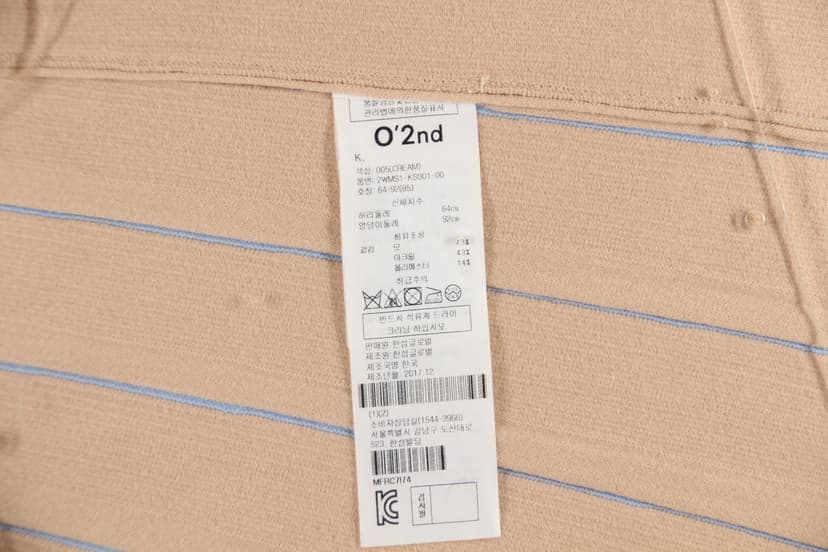 관리법에의한품질표시
O'2nd
K.
색상: 005(CREAM)
품번: 2WMS1-KS001-00
호칭: 64-92(85)
신체치수
허리둘레 64cm
엉덩이둘레 92cm
섬유조성
겉감 모 43%
아크릴 43%
폴리에스터 14%
취급주의
반드시 석유계 드라이
크리닝 하십시오
판매원:한섬글로벌
제조원:한섬글로벌
제조국명:한국
제조년월:2017.12
(1)(2)
소비자상담실(1544-3966)
서울특별시 강남구 도산대로
523, 한섬빌딩
MFRC7174
검사필